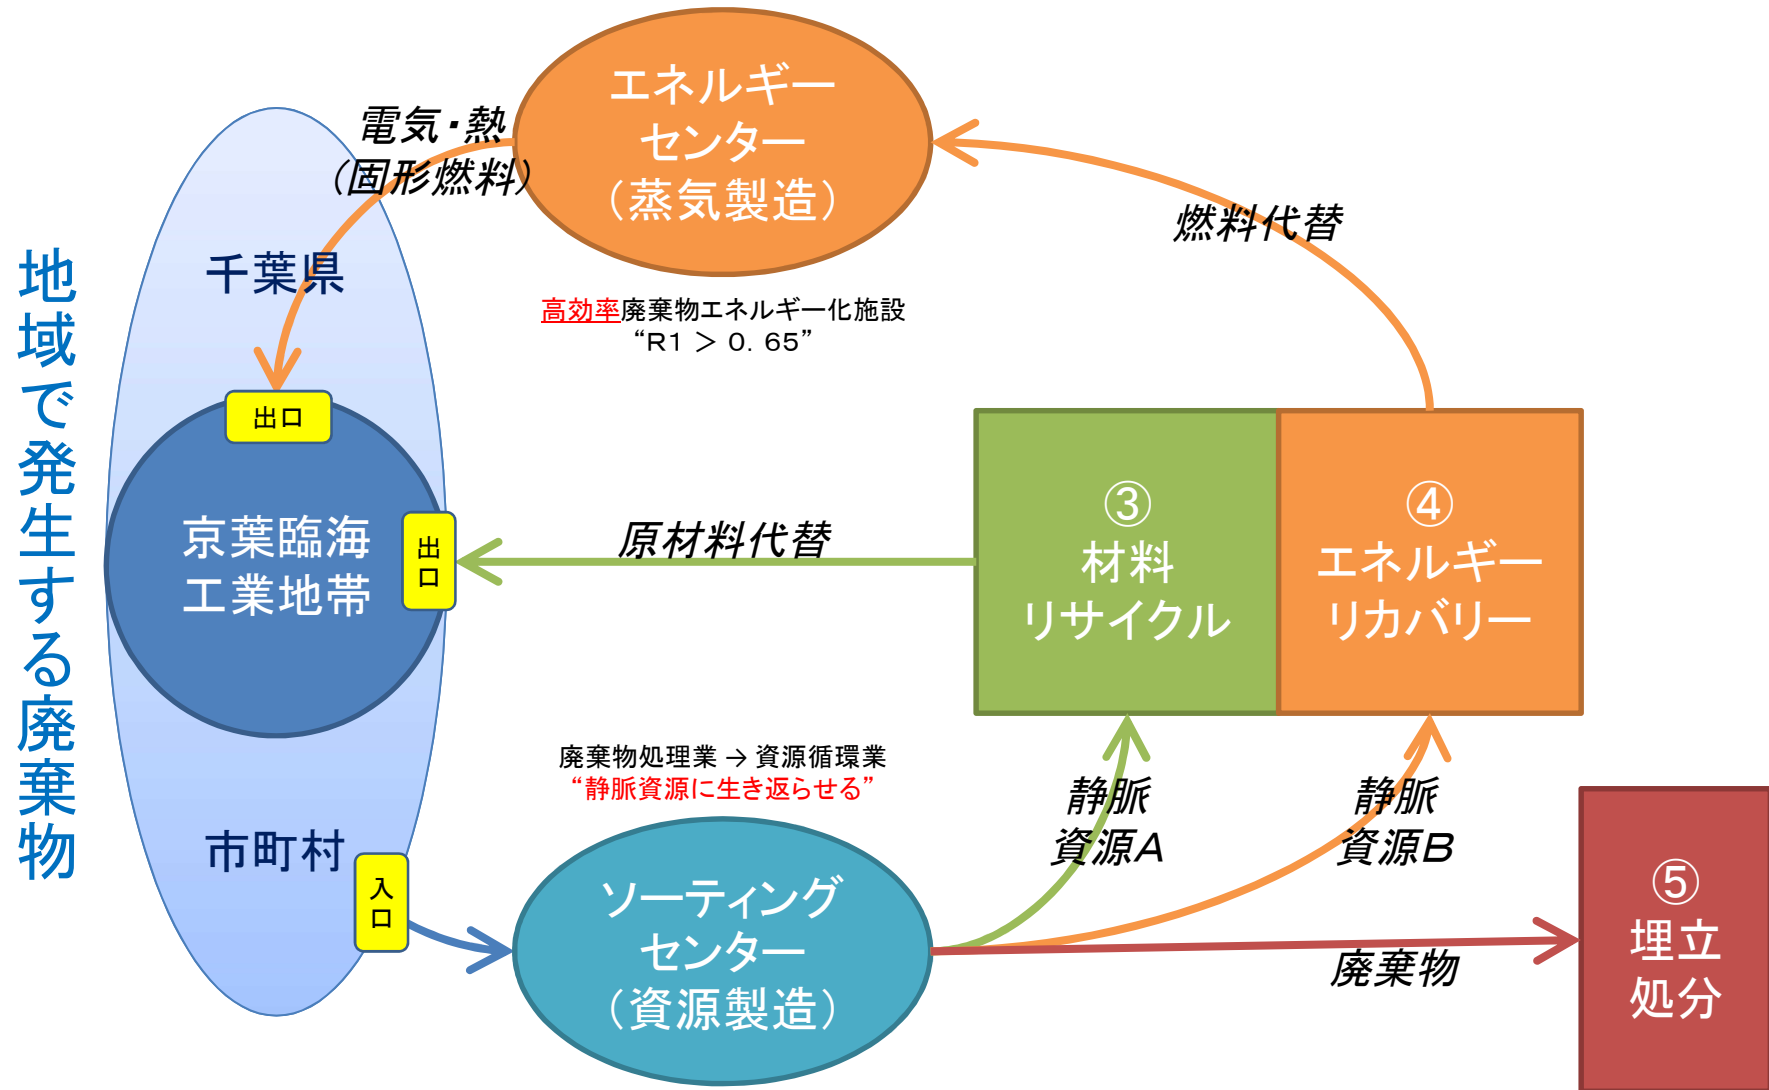 地域で発生する廃棄物
エネルギー
センター
（蒸気製造）
電気・熱
（固形燃料）
燃料代替
千葉県
高効率廃棄物エネルギー化施設
“R1 ＞ 0．65”
出口
京葉臨海
工業地帯
出
口
原材料代替
③
材料
リサイクル
④
エネルギー
リカバリー
廃棄物処理業 → 資源循環業
“静脈資源に生き返らせる”
静脈
資源A
静脈
資源B
市町村
入
口
ソーティング
センター
（資源製造）
廃棄物
⑤
埋立
処分